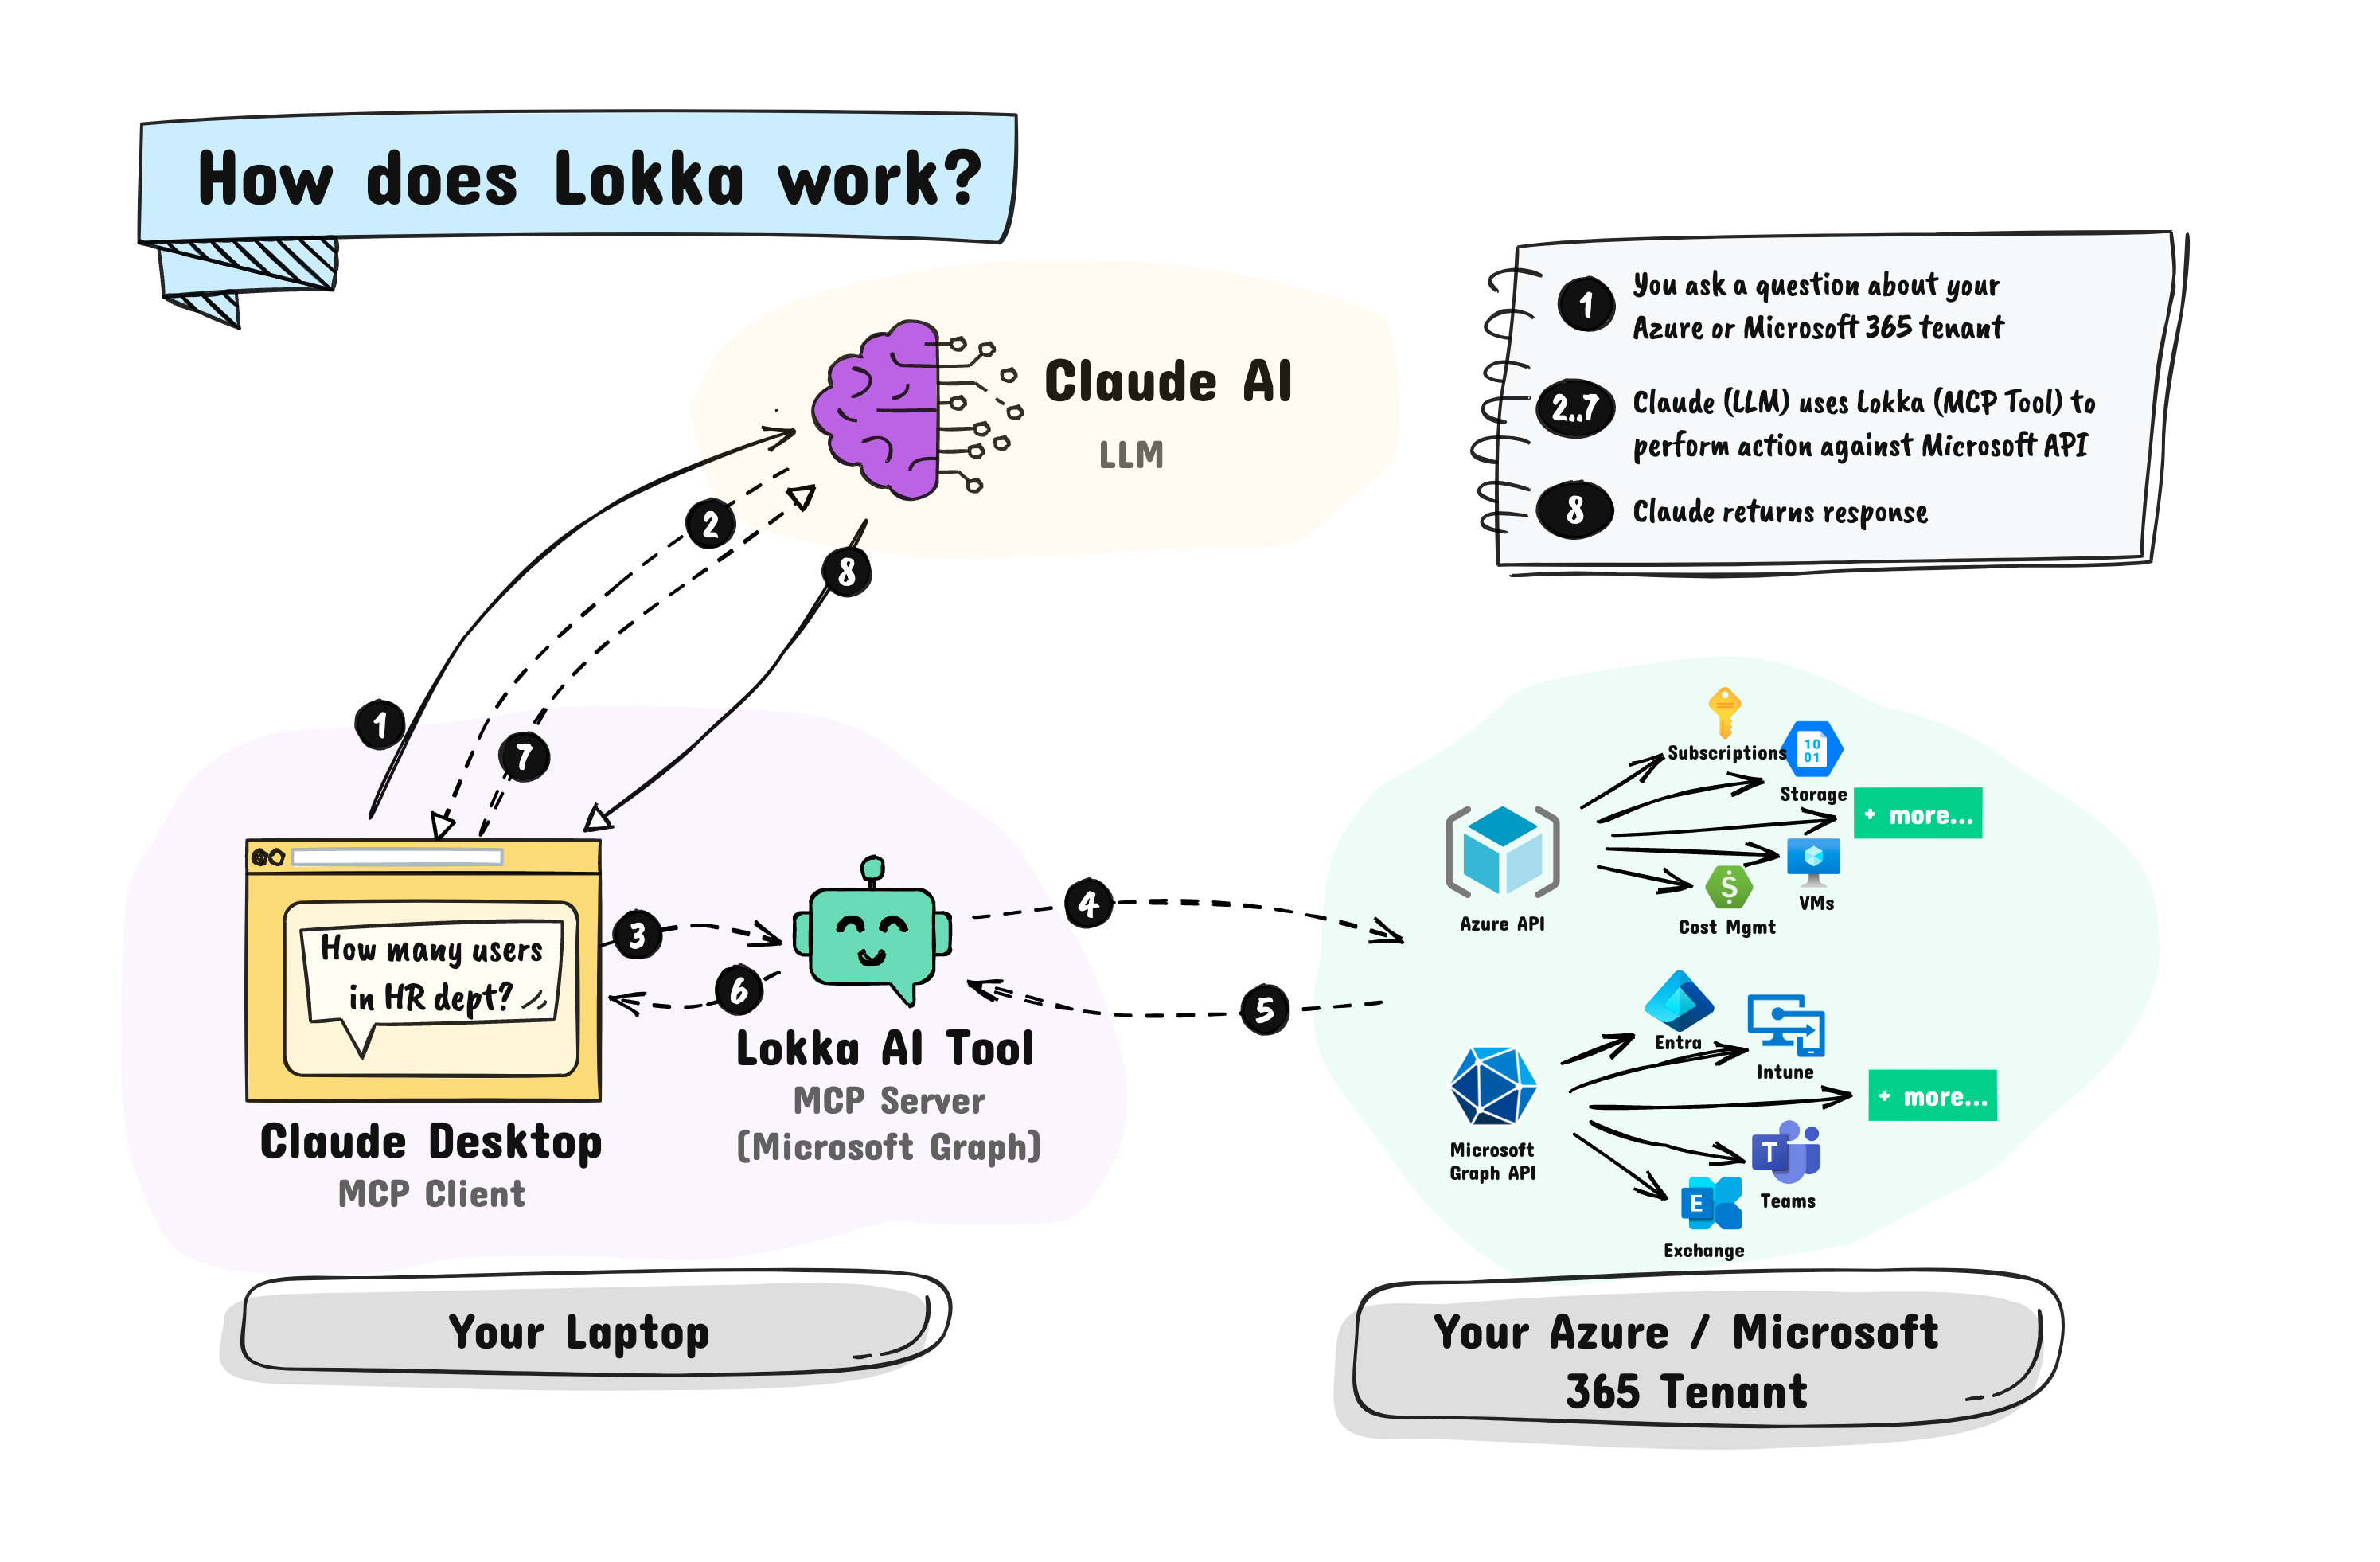 How does Lokka work?
1
You ask a question about your
Azure or Microsoft 365 tenant
2..7
Claude (LLM) uses Lokka (MCP Tool) to
perform action against Microsoft API
8
Claude returns response
Claude AI
LLM
2
8
1
7
How many users
in HR dept?
Claude Desktop
MCP Client
3
6
Lokka AI Tool
MCP Server
(Microsoft Graph)
4
5
Azure API
Subscriptions
10
01
Storage
+ more...
VMs
$
Cost Mgmt
Microsoft
Graph API
Entra
Intune
+ more...
T
Teams
E
Exchange
Your Laptop
Your Azure / Microsoft
365 Tenant